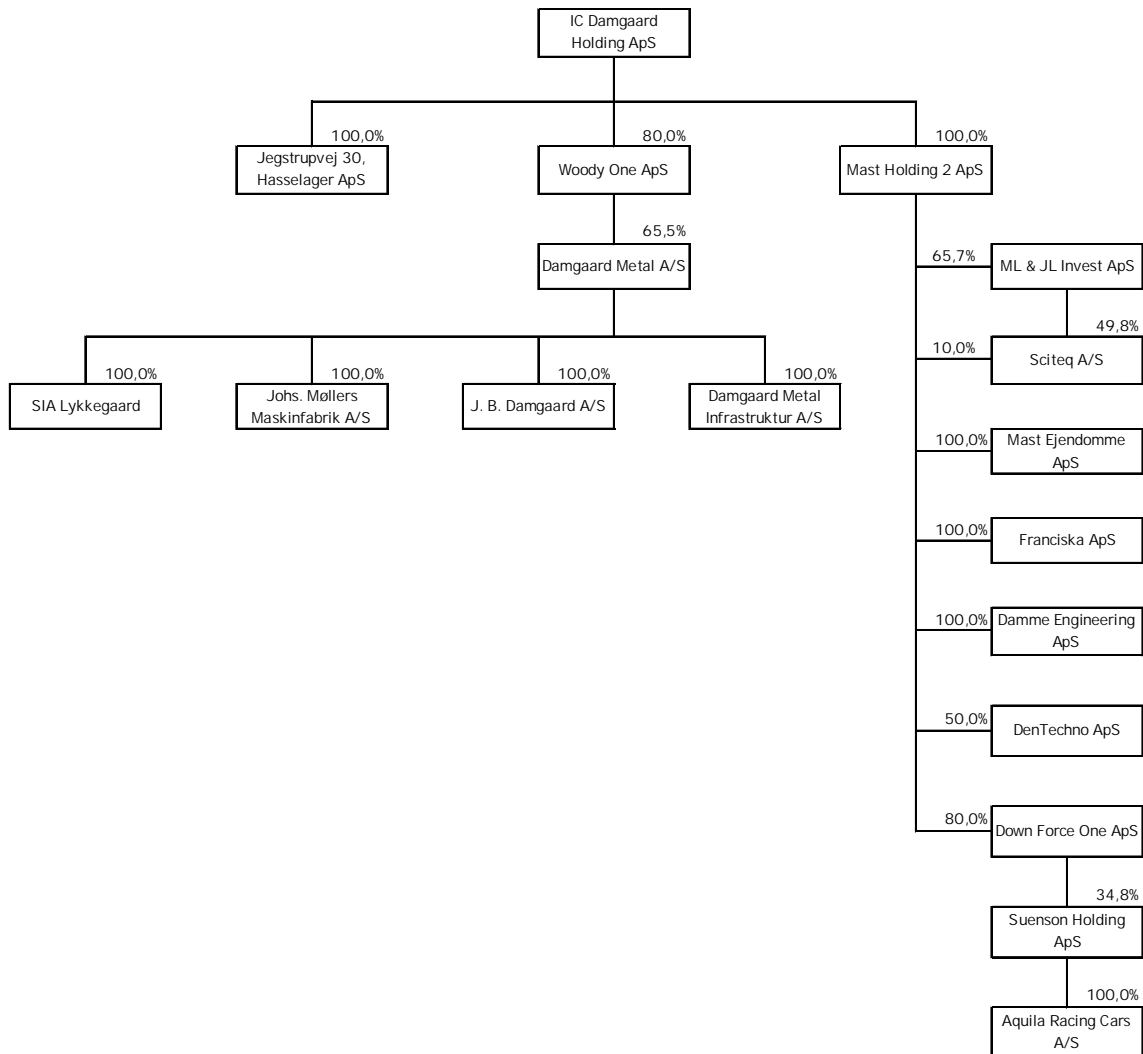 IC Damgaard
Holding ApS
100,0%
80,0%
100,0%
Jegstrupvej 30,
Hasselager ApS
Woody One ApS
Mast Holding 2 ApS
65,5%
Damgaard Metal A/S
65,7%
ML & JL Invest ApS
49,8%
10,0%
Sciteq A/S
100,0%
100,0%
100,0%
100,0%
SIA Lykkegaard
Johs. Møllers
Maskinfabrik A/S
J. B. Damgaard A/S
Damgaard Metal
Infrastruktur A/S
100,0%
Mast Ejendomme
ApS
100,0%
Franciska ApS
100,0%
Damme Engineering
ApS
50,0%
DenTechno ApS
80,0%
Down Force One ApS
34,8%
Suenson Holding
ApS
100,0%
Aquila Racing Cars
A/S